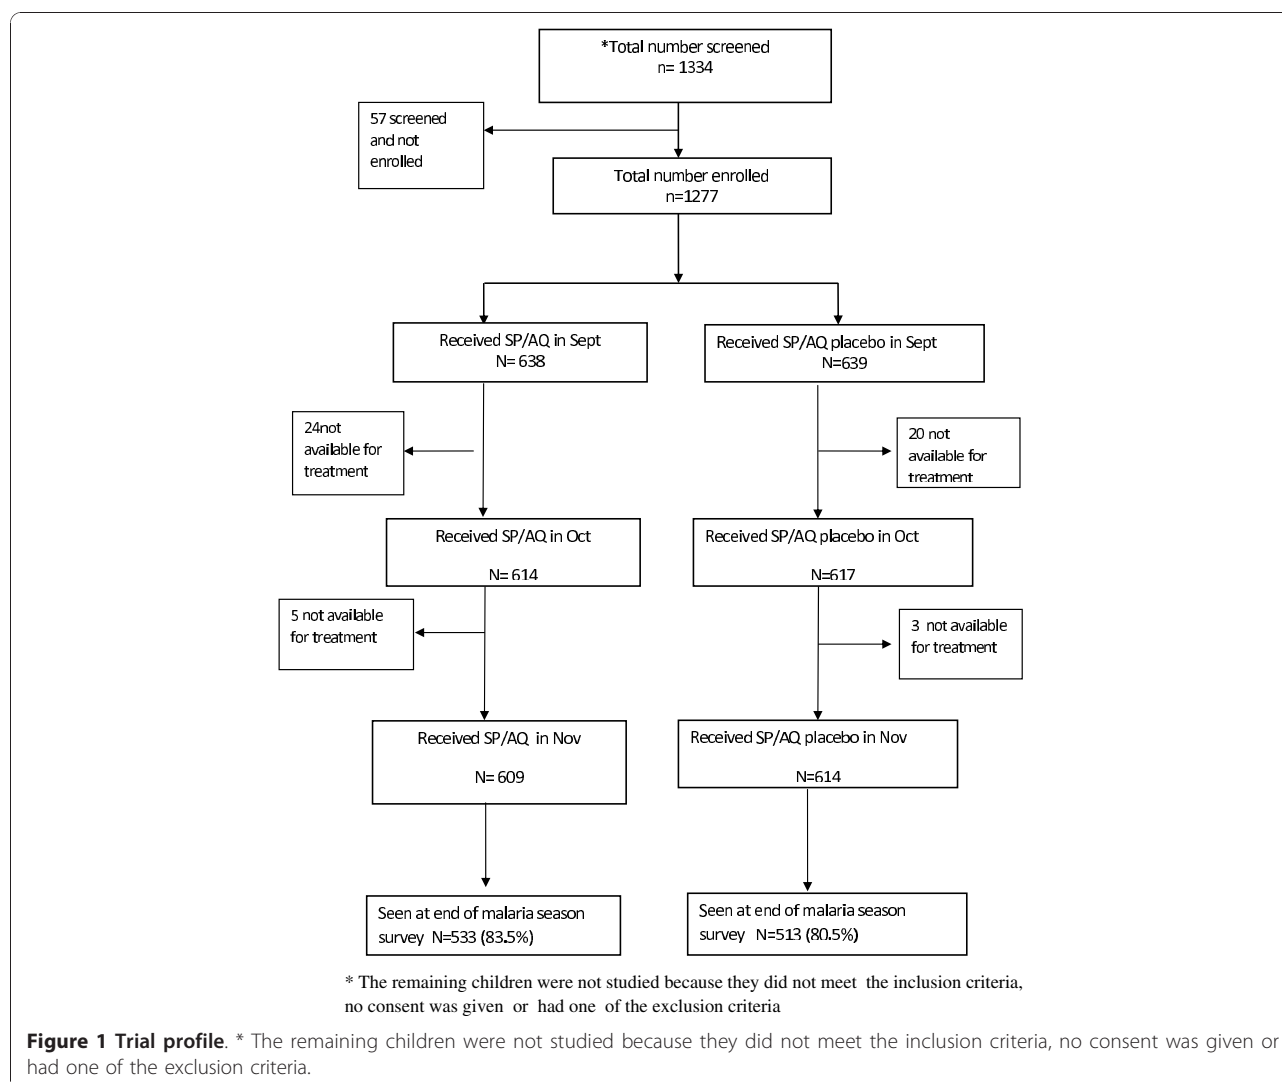 *Total number screened
n= 1334
57 screened
and not
enrolled
Total number enrolled
n=1277
Received SP/AQ in Sept
N= 638
Received SP/AQ placebo in Sept
N=639
24not
available for
treatment
20 not
available for
treatment
Received SP/AQ in Oct
N= 614
Received SP/AQ placebo in Oct
N=617
5 not available
for treatment
3 not available
for treatment
Received SP/AQ in Nov
N= 609
Received SP/AQ placebo in Nov
N=614
Seen at end of malaria season
survey N=533 (83.5%)
Seen at end of malaria season
survey N=513 (80.5%)
* The remaining children were not studied because they did not meet the inclusion criteria,
no consent was given or had one of the exclusion criteria
Figure 1 Trial profile. * The remaining children were not studied because they did not meet the inclusion criteria, no consent was given or
had one of the exclusion criteria.